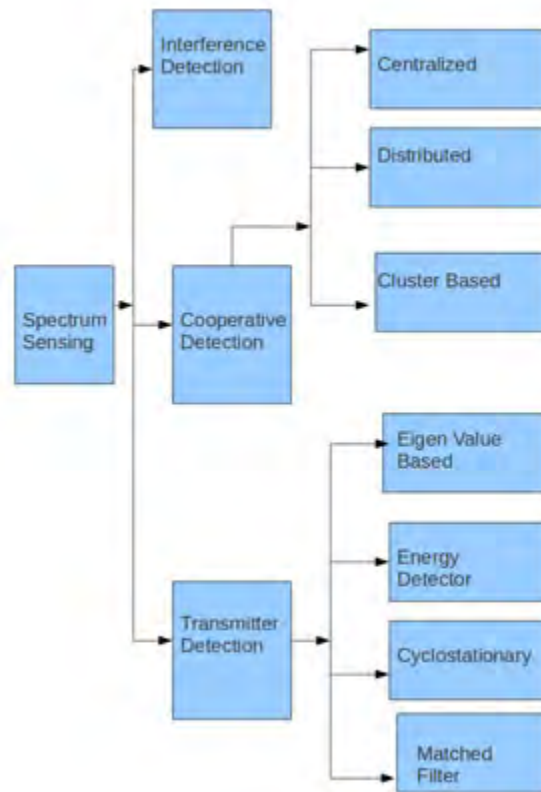 Interference
Detection
Centralized
Distributed
Cluster Based
Spectrum
Sensing
Cooperative
Detection
Eigen Value
Based
Energy
Detector
Transmitter
Detection
Cyclostationary
Matched
Filter